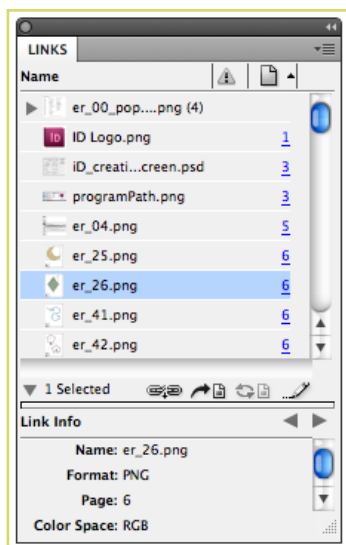 LINKS
Name
er_00_pop....png (4)
ID ID Logo.png 1
iD_creati...creen.psd 3
programPath.png 3
er_04.png 5
er_25.png 6
er_26.png 6
er_41.png 6
er_42.png 6
1 Selected
Link Info
Name: er_26.png
Format: PNG
Page: 6
Color Space: RGB